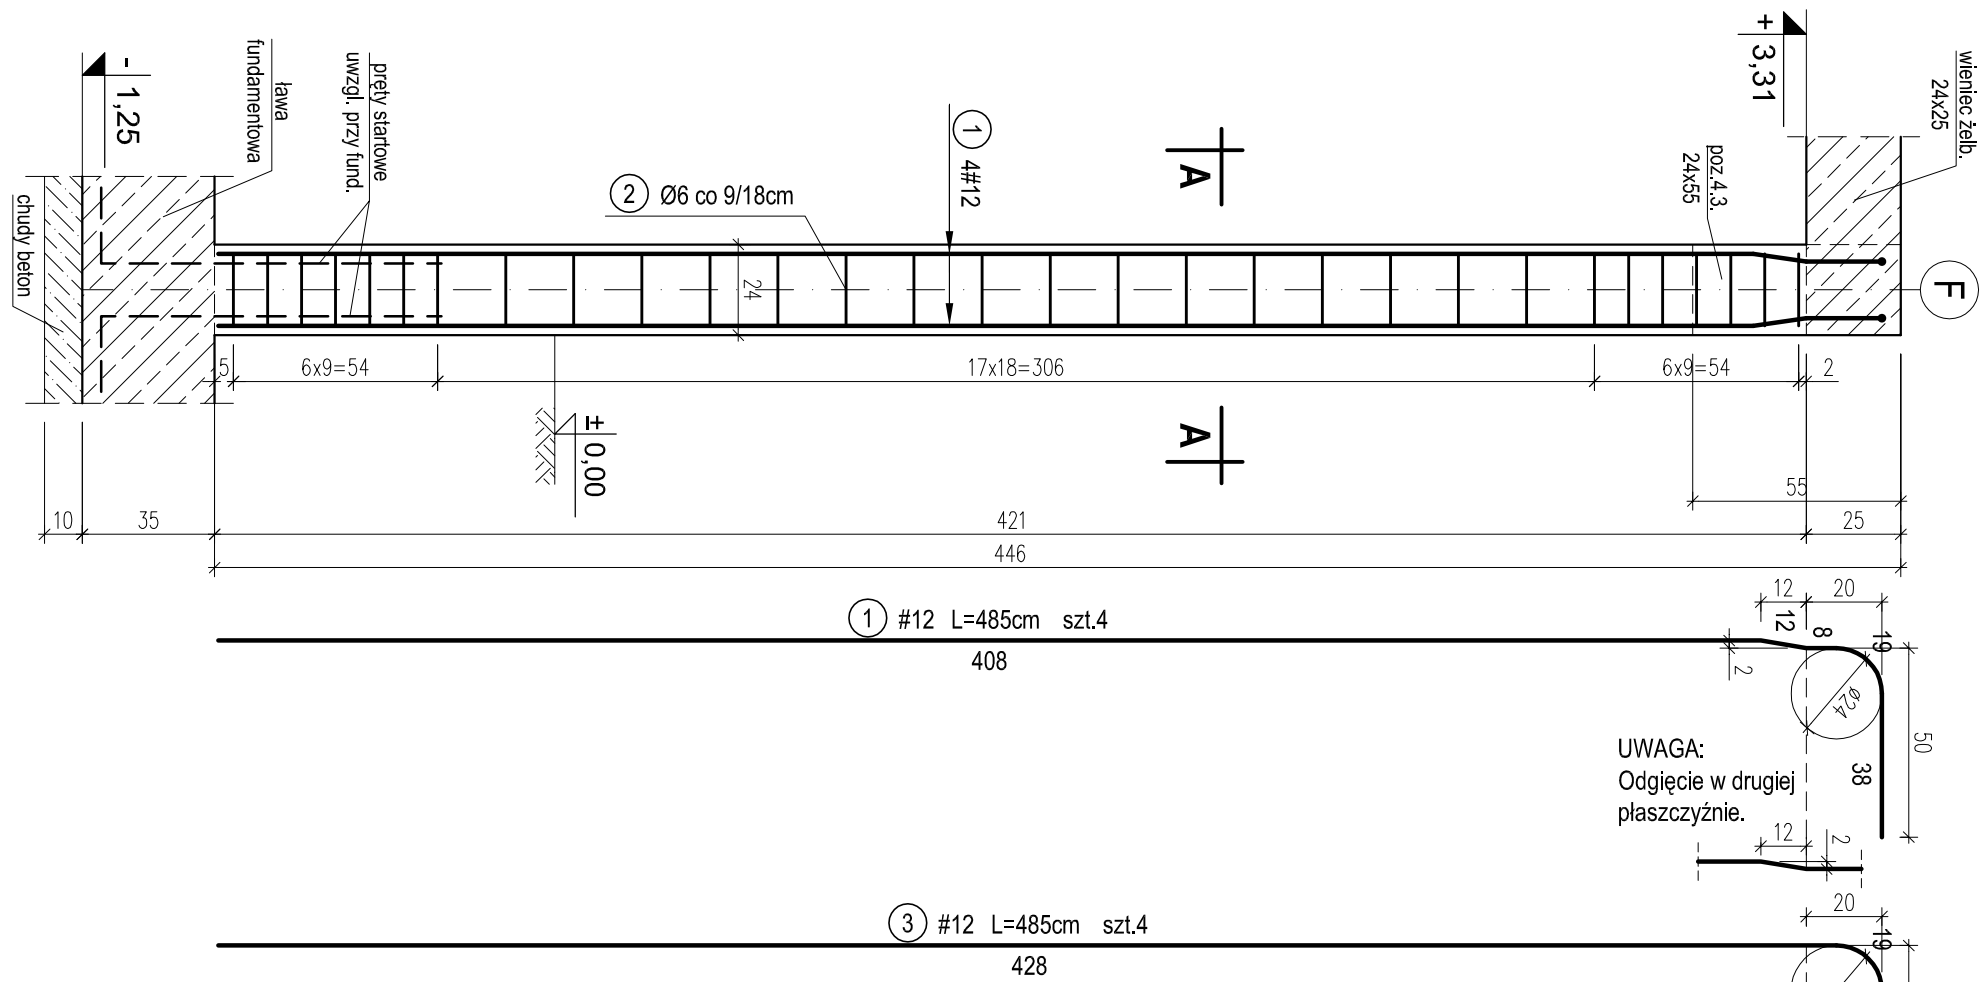 wieniec żelb.
24x25
+ 3,31
poz.4.3.
24x55
F
A
1
4#12
2
Ø6 co 9/18cm
pręty startowe
uwzgl. przy fund.
ława
fundamentowa
- 1,25
chudy beton
24
5
6x9=54
17x18=306
6x9=54
2
± 0,00
A
55
10
35
421
25
446
1
#12 L=485cm szt.4
408
12
20
12
8
19
2
ø24
50
38
UWAGA:
Odgięcie w drugiej
płaszczyźnie.
12
2
20
3
#12 L=485cm szt.4
428
19